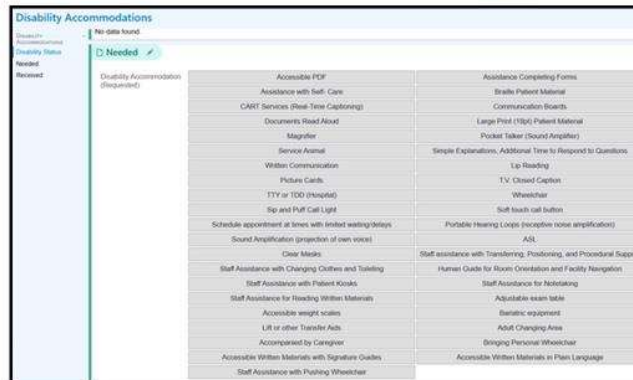 Disability Accommodations
DISABILITY ACCOMMODATIONS
No data found
Disability Status
Needed
Received
Needed
Disability Accommodation (Requested)
Accessible PDF
Assistance Completing Forms
Assistance with Self- Care
Braille Patient Material
CART Services (Real-Time Captioning)
Communication Boards
Documents Read Aloud
Large Print (18pt) Patient Material
Magnifier
Pocket Talker (Sound Amplifier)
Service Animal
Simple Explanations, Additional Time to Respond to Questions
Written Communication
Lip Reading
Picture Cards
T.V. Closed Caption
TTY or TDD (Hospital)
Wheelchair
Sip and Puff Call Light
Soft touch call button
Schedule appointment at times with limited waiting/delays
Portable Hearing Loops (receptive noise amplification)
Sound Amplification (projection of own voice)
ASL
Clear Masks
Staff assistance with Transferring, Positioning, and Procedural Supp
Staff Assistance with Changing Clothes and Toileting
Human Guide for Room Orientation and Facility Navigation
Staff Assistance with Patient Kiosks
Staff Assistance for Notetaking
Staff Assistance for Reading Written Materials
Adjustable exam table
Accessible weight scales
Bariatric equipment
Lift or other Transfer Aids
Adult Changing Area
Accompanied by Caregiver
Bringing Personal Wheelchair
Accessible Written Materials with Signature Guides
Accessible Written Materials in Plain Language
Staff Assistance with Pushing Wheelchair